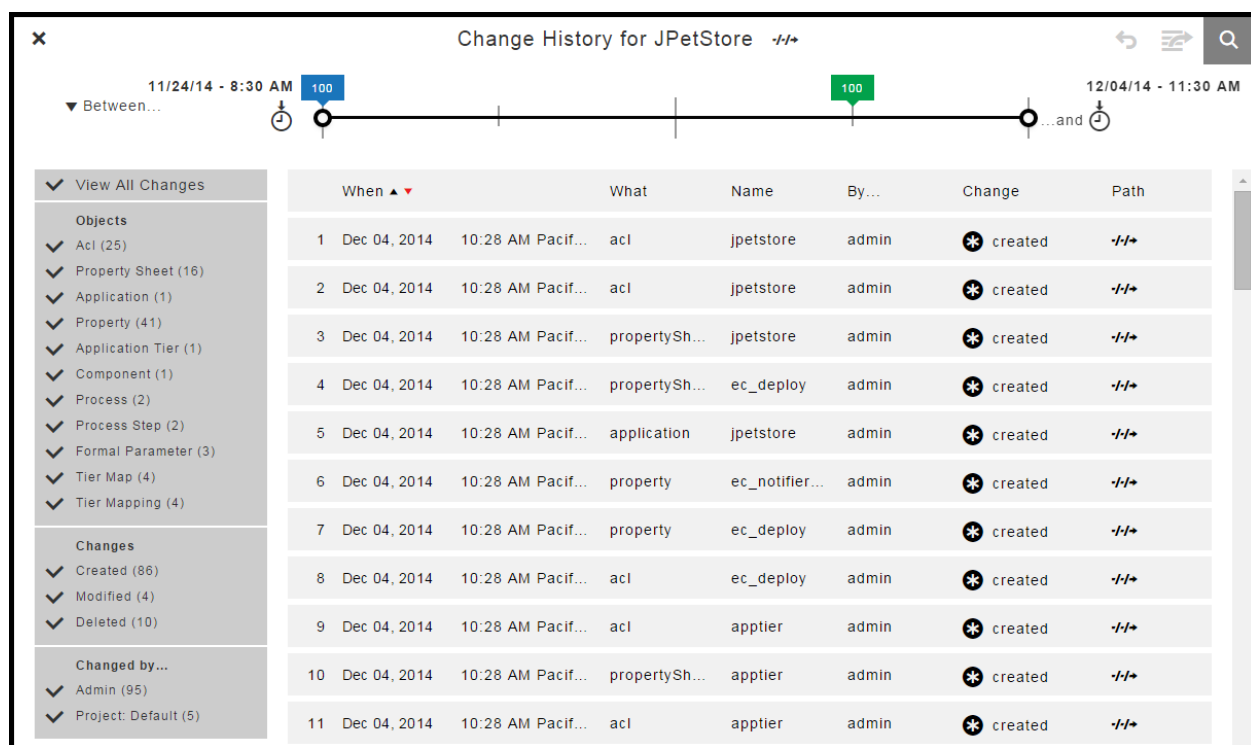 Change History for JPetStore
11/24/14 - 8:30 AM
100
100
12/04/14 - 11:30 AM
Between...
...and
View All Changes
Objects
Acl (25)
Property Sheet (16)
Application (1)
Property (41)
Application Tier (1)
Component (1)
Process (2)
Process Step (2)
Formal Parameter (3)
Tier Map (4)
Tier Mapping (4)
Changes
Created (86)
Modified (4)
Deleted (10)
Changed by...
Admin (95)
Project: Default (5)
When What Name By... Change Path
1 Dec 04, 2014 10:28 AM Pacif... acl jpetstore admin created
2 Dec 04, 2014 10:28 AM Pacif... acl jpetstore admin created
3 Dec 04, 2014 10:28 AM Pacif... propertySh... jpetstore admin created
4 Dec 04, 2014 10:28 AM Pacif... propertySh... ec_deploy admin created
5 Dec 04, 2014 10:28 AM Pacif... application jpetstore admin created
6 Dec 04, 2014 10:28 AM Pacif... property ec_notifier... admin created
7 Dec 04, 2014 10:28 AM Pacif... property ec_deploy admin created
8 Dec 04, 2014 10:28 AM Pacif... acl ec_deploy admin created
9 Dec 04, 2014 10:28 AM Pacif... acl apptier admin created
10 Dec 04, 2014 10:28 AM Pacif... propertySh... apptier admin created
11 Dec 04, 2014 10:28 AM Pacif... acl apptier admin created